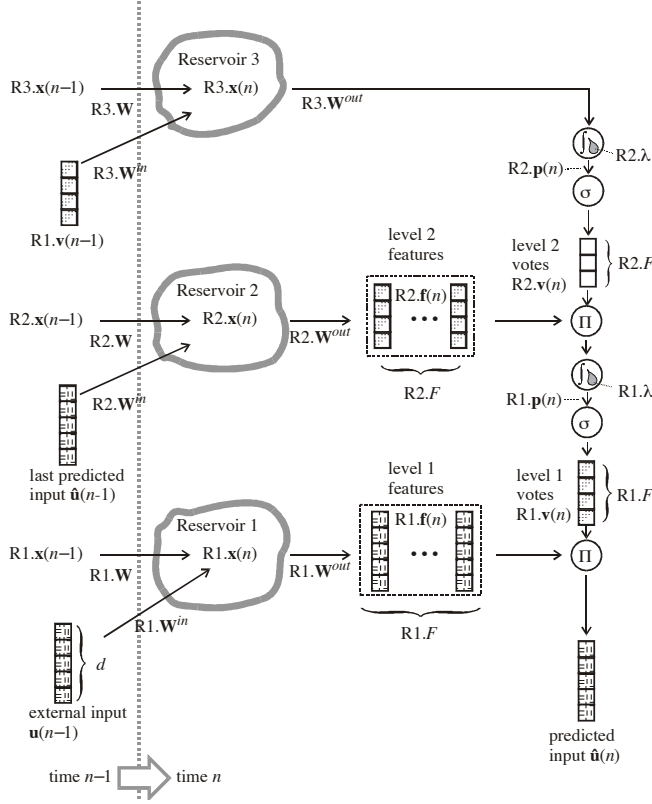 Reservoir 3
R3.x(n−1)
R3.x(n)
R3.W
R3.W^out
R3.W^in
R1.v(n−1)
∫
R2.λ
R2.p(n)
σ
level 2
votes
R2.v(n)
R2.F
level 2
features
Reservoir 2
R2.x(n−1)
R2.x(n)
R2.W
R2.W^out
R2.f(n)
•••
R2.F
Π
R2.W^in
last predicted
input û(n-1)
∫
R1.λ
R1.p(n)
σ
level 1
votes
R1.v(n)
R1.F
level 1
features
Reservoir 1
R1.x(n−1)
R1.x(n)
R1.W
R1.W^out
R1.f(n)
•••
R1.F
Π
R1.W^in
d
external input
u(n−1)
predicted
input û(n)
time n−1
time n